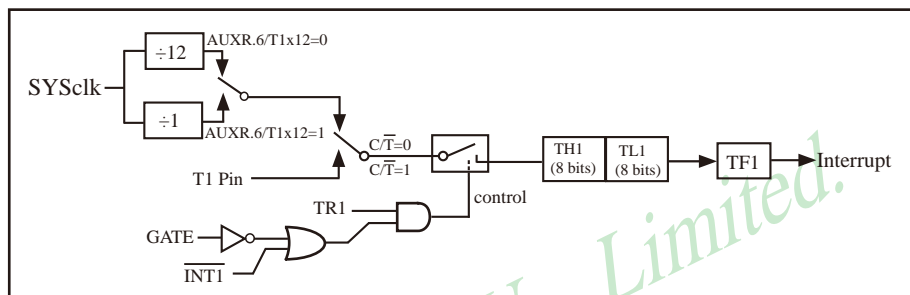 ÷12
AUXR.6/T1x12=0
SYSclk
÷1
AUXR.6/T1x12=1
C/T̅=0
C/T̅=1
T1 Pin
TH1
(8 bits)
TL1
(8 bits)
TF1
Interrupt
control
TR1
GATE
I̅N̅T̅1̅
Limited.